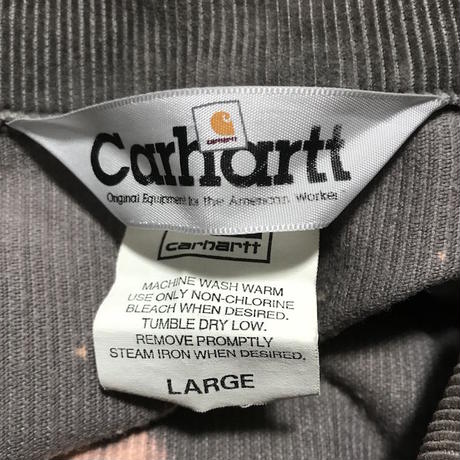 carhartt
Carhartt
Original Equipment for the American Worker
carhartt
MACHINE WASH WARM
USE ONLY NON-CHLORINE
BLEACH WHEN DESIRED.
TUMBLE DRY LOW.
REMOVE PROMPTLY
STEAM IRON WHEN DESIRED.
LARGE